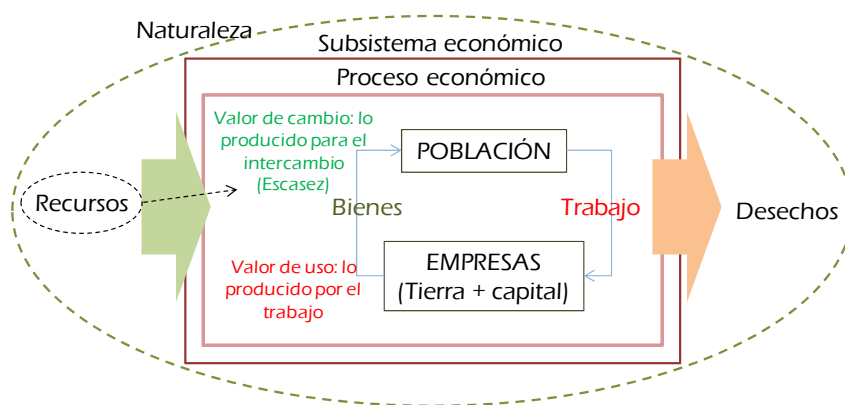 Naturaleza
Subsistema económico
Proceso económico
Valor de cambio: lo
producido para el
intercambio
(Escasez)
POBLACIÓN
Recursos
Bienes
Trabajo
Desechos
Valor de uso: lo
producido por el
trabajo
EMPRESAS
(Tierra + capital)